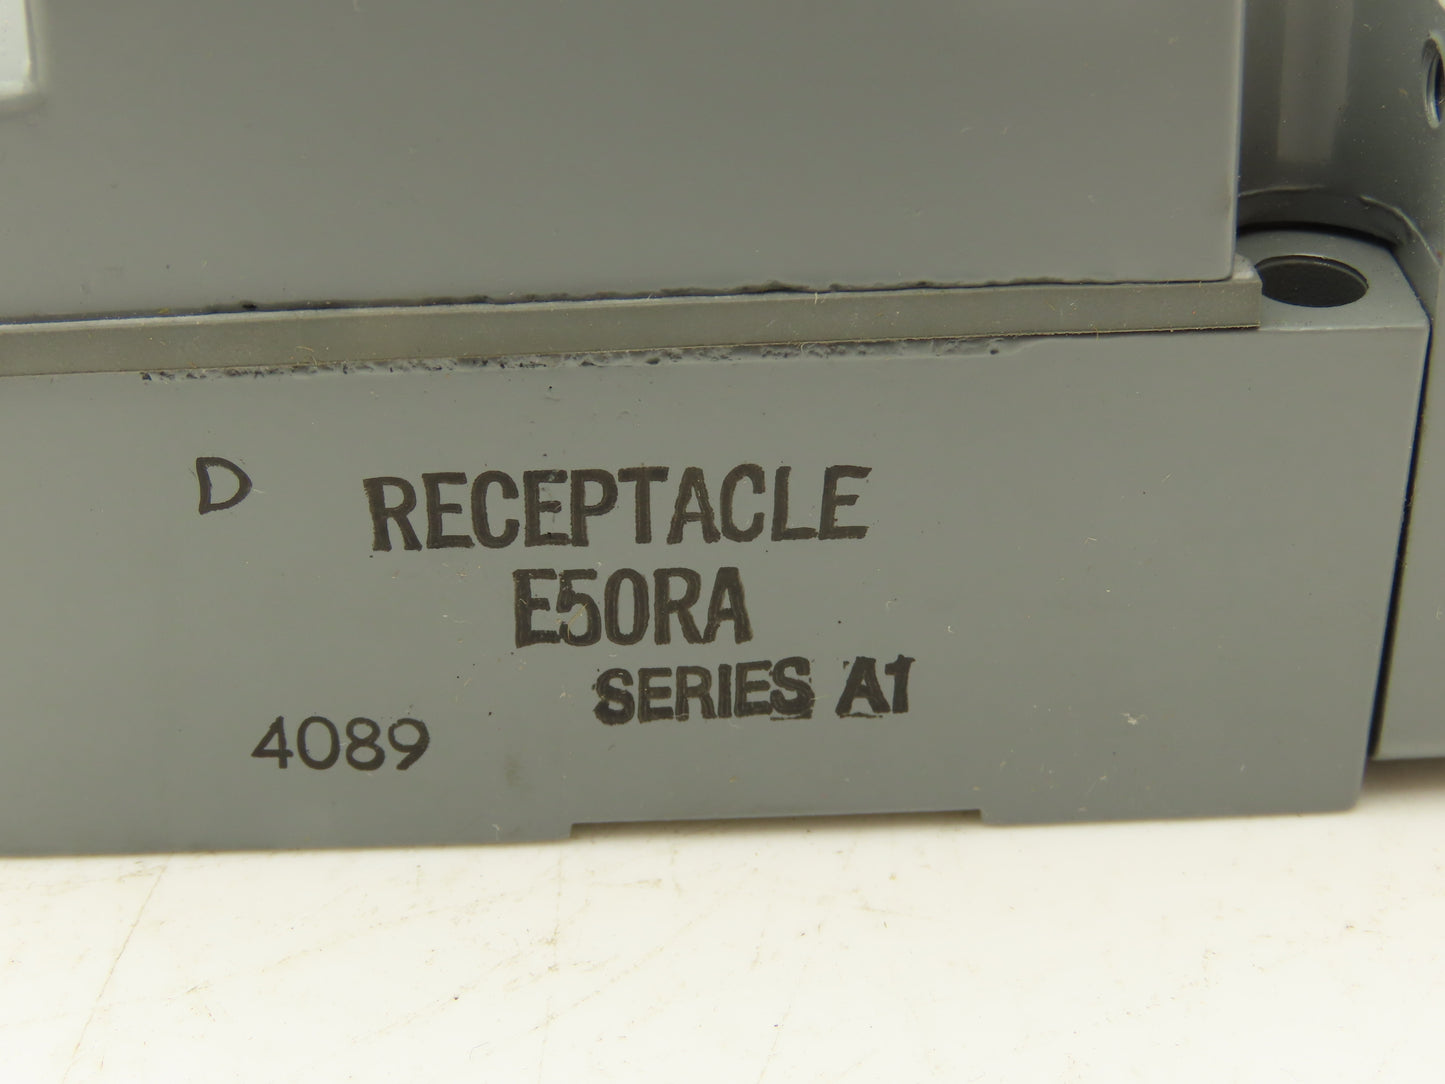 D
RECEPTACLE
E50RA
SERIES A1
4089